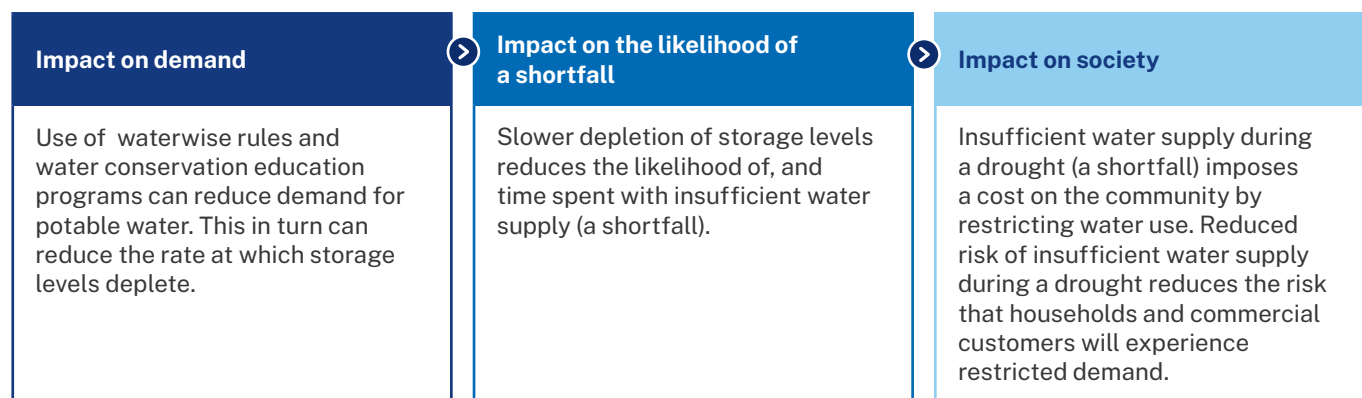 Impact on demand
Use of  waterwise rules and
water conservation education
programs can reduce demand for
potable water. This in turn can
reduce the rate at which storage
levels deplete.
Impact on the likelihood of
a shortfall
Slower depletion of storage levels
reduces the likelihood of, and
time spent with insufficient water
supply (a shortfall).
Impact on society
Insufficient water supply during
a drought (a shortfall) imposes
a cost on the community by
restricting water use. Reduced
risk of insufficient water supply
during a drought reduces the risk
that households and commercial
customers will experience
restricted demand.